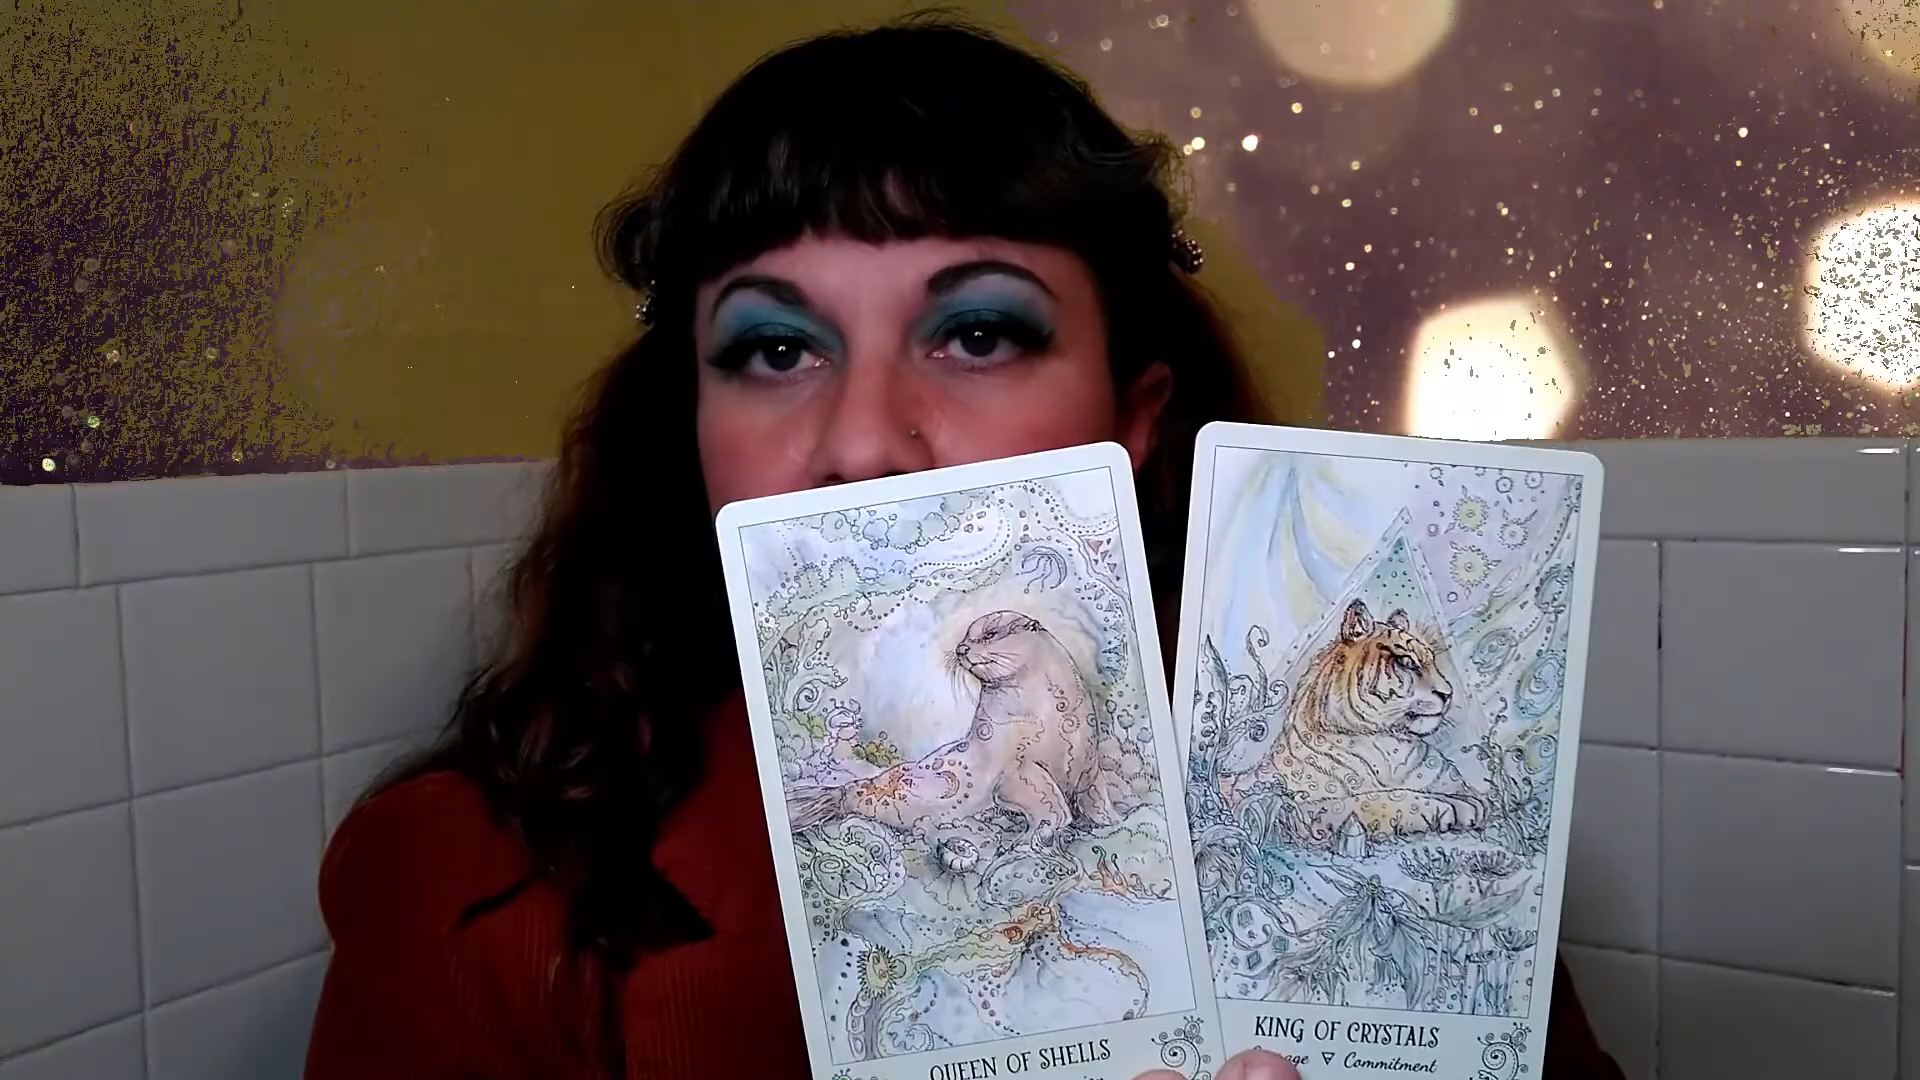 QUEEN OF SHELLS
KING OF CRYSTALS
Commitment